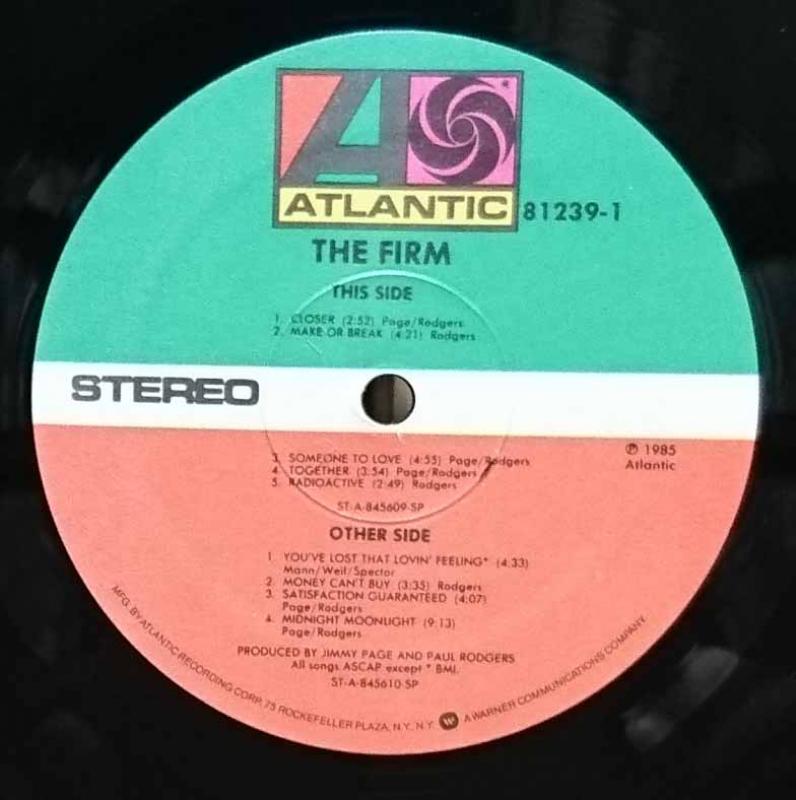 ATLANTIC 81239-1
THE FIRM
THIS SIDE
1. CLOSER (2:52) Page/Rodgers
2. MAKE OR BREAK (4:21) Rodgers
STEREO
3. SOMEONE TO LOVE (4:55) Page/Rodgers
4. TOGETHER (3:54) Page/Rodgers
5. RADIOACTIVE (2:49) Rodgers
℗ 1985
Atlantic
ST-A-845609-SP
OTHER SIDE
1. YOU'VE LOST THAT LOVIN' FEELING* (4:33)
Mann/Weil/Spector
2. MONEY CAN'T BUY (3:35) Rodgers
3. SATISFACTION GUARANTEED (4:07)
Page/Rodgers
4. MIDNIGHT MOONLIGHT (9:13)
Page/Rodgers
PRODUCED BY JIMMY PAGE AND PAUL RODGERS
All songs ASCAP except * BMI.
ST-A-845610-SP
MFG. BY ATLANTIC RECORDING CORP., 75 ROCKEFELLER PLAZA, N.Y., N.Y. W A WARNER COMMUNICATIONS COMPANY